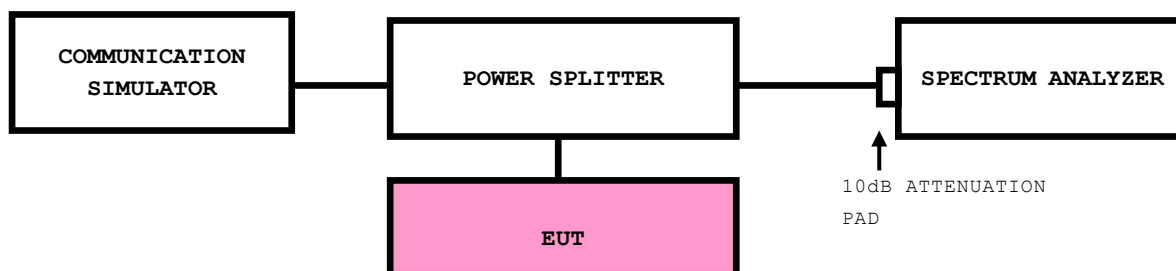 COMMUNICATION
SIMULATOR
POWER SPLITTER
SPECTRUM ANALYZER
10dB ATTENUATION
PAD
EUT